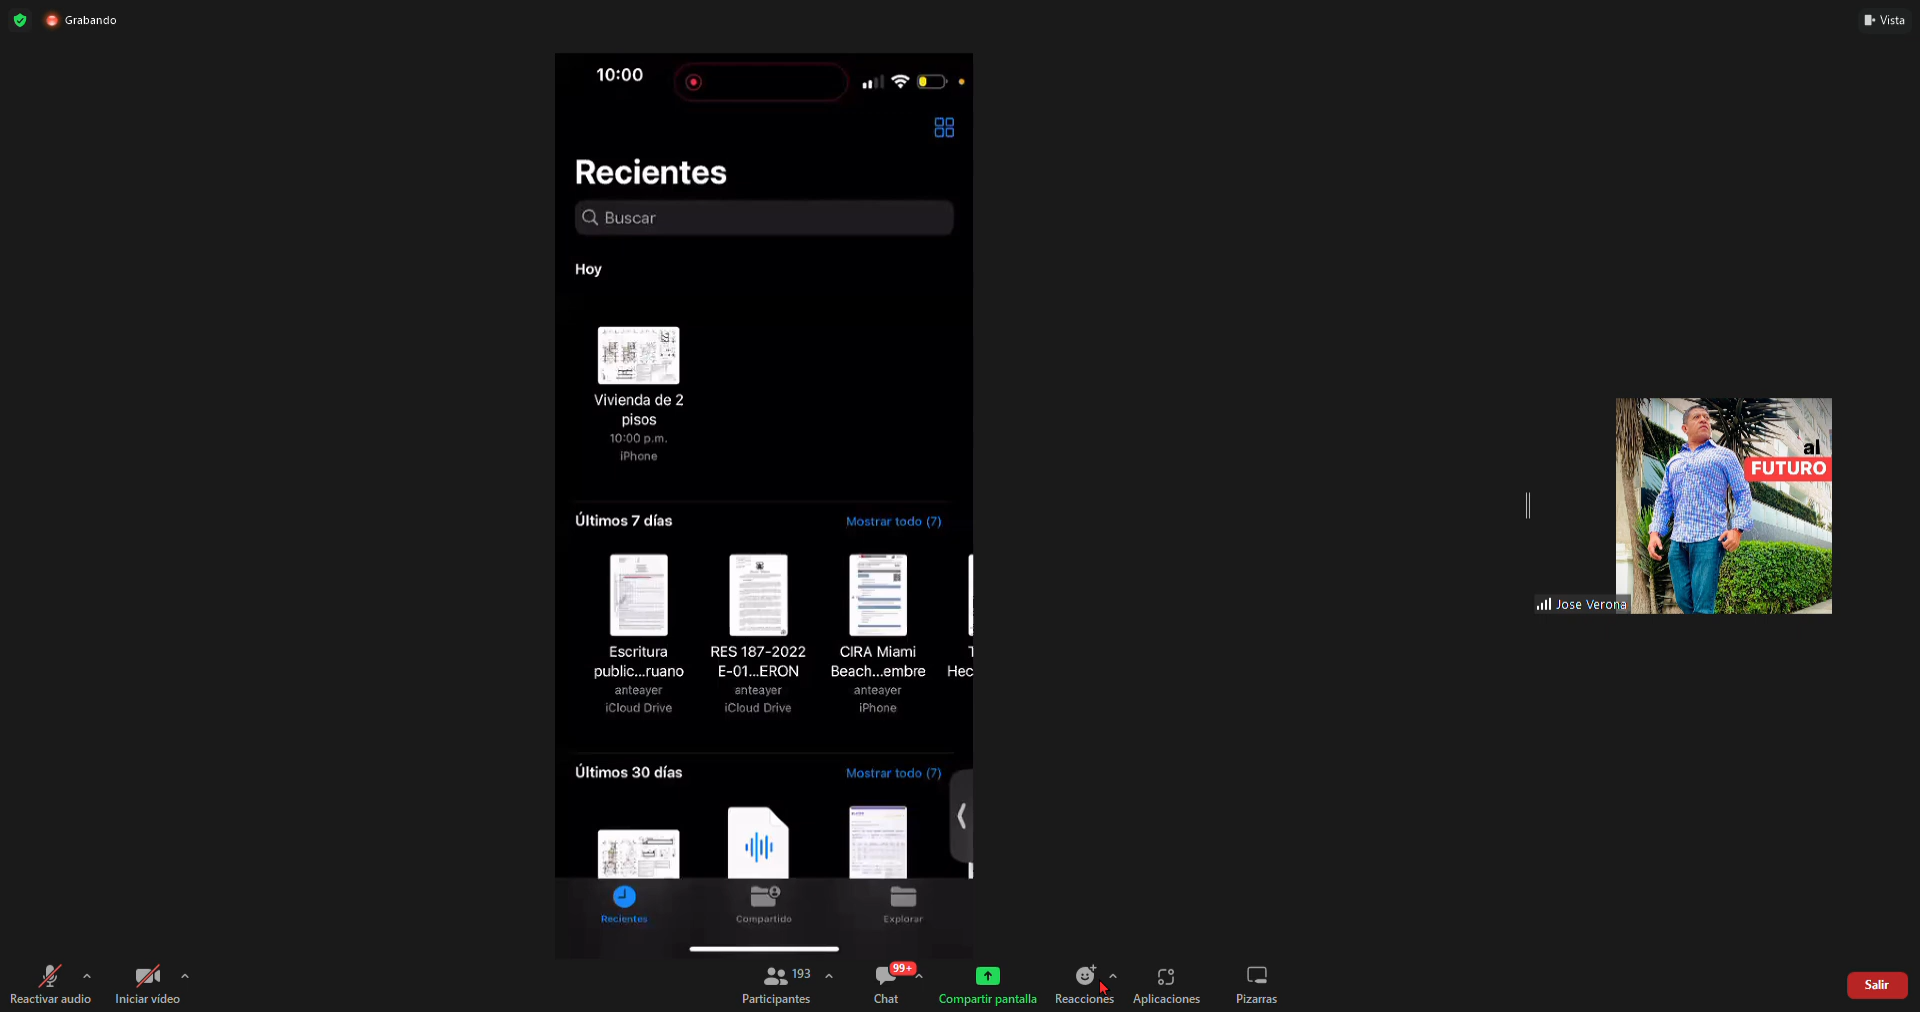 Grabando
Vista
10:00
Recientes
Buscar
Hoy
Vivienda de 2
pisos
10:00 p.m.
iPhone
Últimos 7 días
Mostrar todo (7)
Escritura
public...ruano
anteayer
iCloud Drive
RES 187-2022
E-01...ERON
anteayer
iCloud Drive
CIRA Miami
Beach...embre
anteayer
iPhone
Hec
Últimos 30 días
Mostrar todo (7)
Recientes
Compartido
Explorar
al
FUTURO
Jose Verona
Reactivar audio
Iniciar vídeo
193
Participantes
99+
Chat
Compartir pantalla
Reacciones
Aplicaciones
Pizarras
Salir